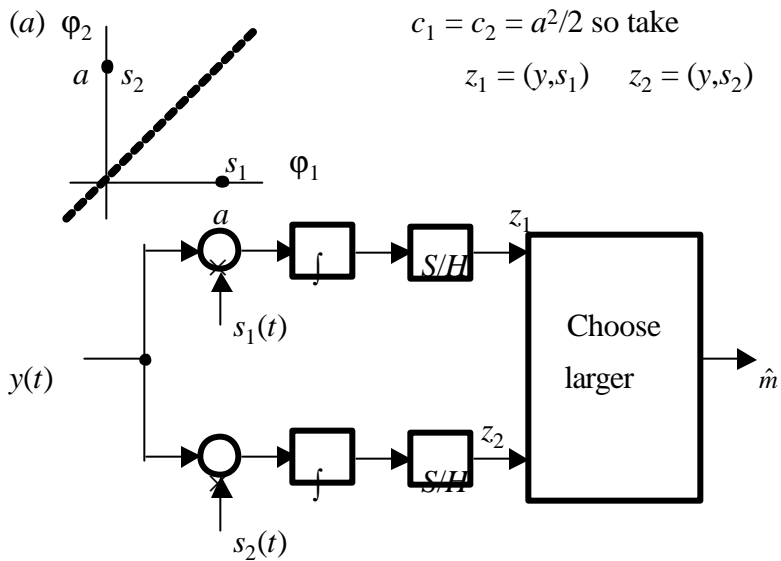 (a) φ₂
c₁ = c₂ = a²/2 so take
a s₂
z₁ = (y,s₁) z₂ = (y,s₂)
s₁ φ₁
a
z₁
×
∫
S/H
s₁(t)
Choose
larger
y(t)
m̂
z₂
×
∫
S/H
s₂(t)